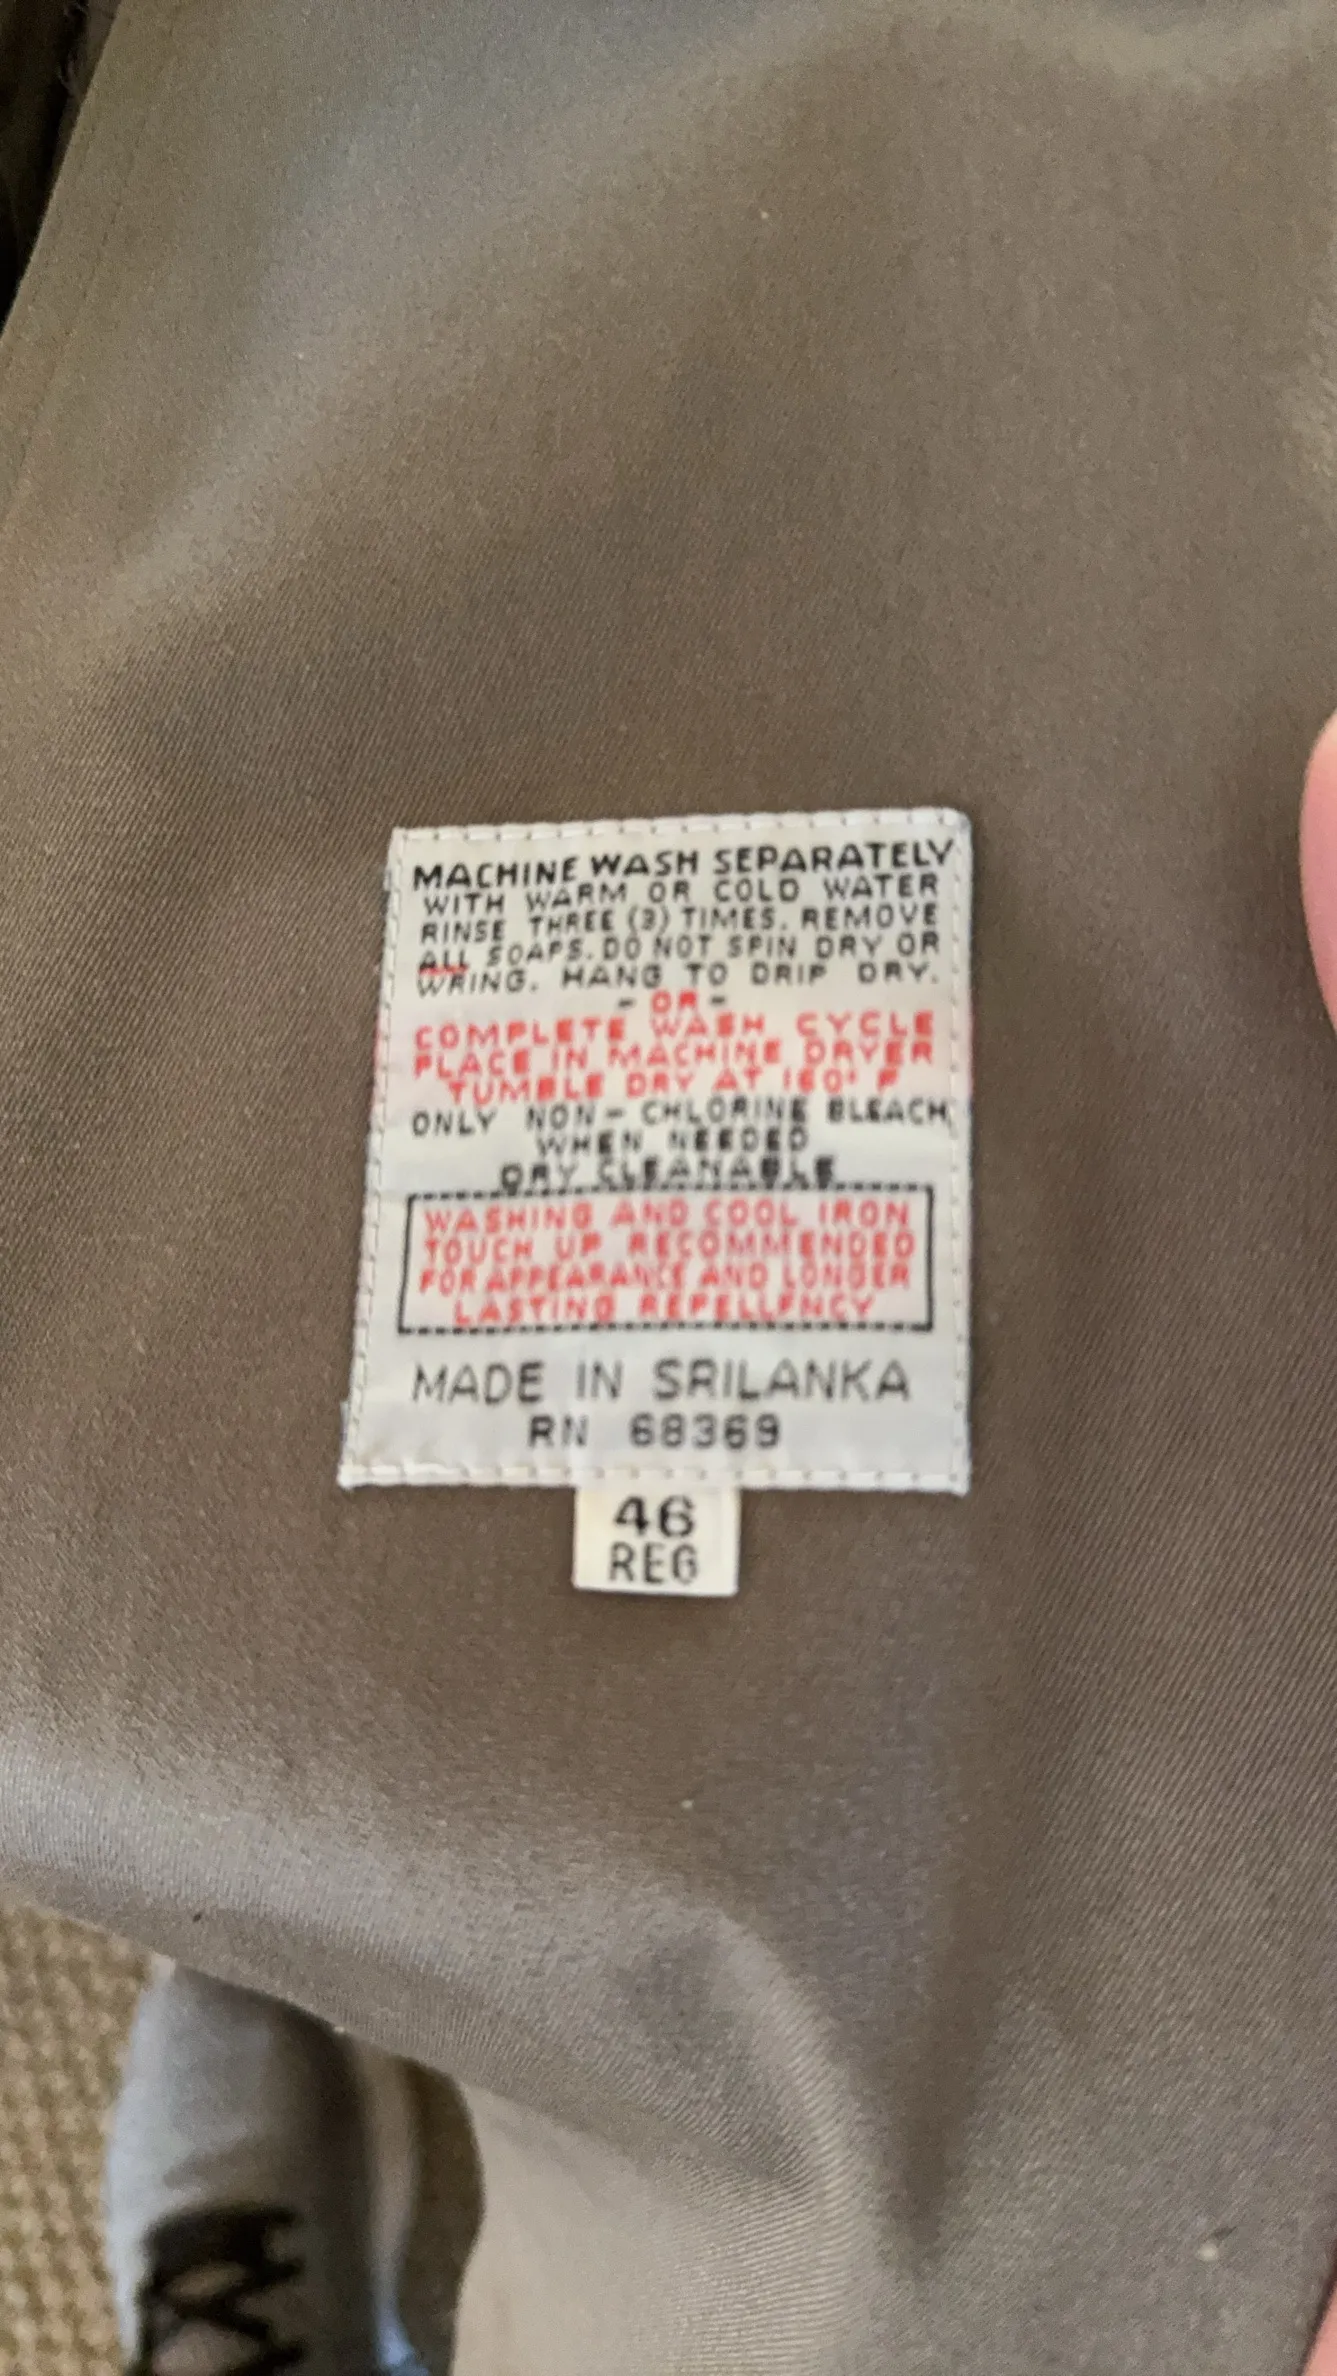 MACHINE WASH SEPARATELY
WITH WARM OR COLD WATER
RINSE THREE (3) TIMES. REMOVE
ALL SOAPS. DO NOT SPIN DRY OR
WRING. HANG TO DRIP DRY.
- OR -
COMPLETE WASH CYCLE
PLACE IN MACHINE DRYER
TUMBLE DRY AT 160° F
ONLY NON-CHLORINE BLEACH
WHEN NEEDED
DRY CLEANABLE
WASHING AND COOL IRON
TOUCH UP RECOMMENDED
FOR APPEARANCE AND LONGER
LASTING REPELLENCY
MADE IN SRILANKA
RN 68369
46
REG